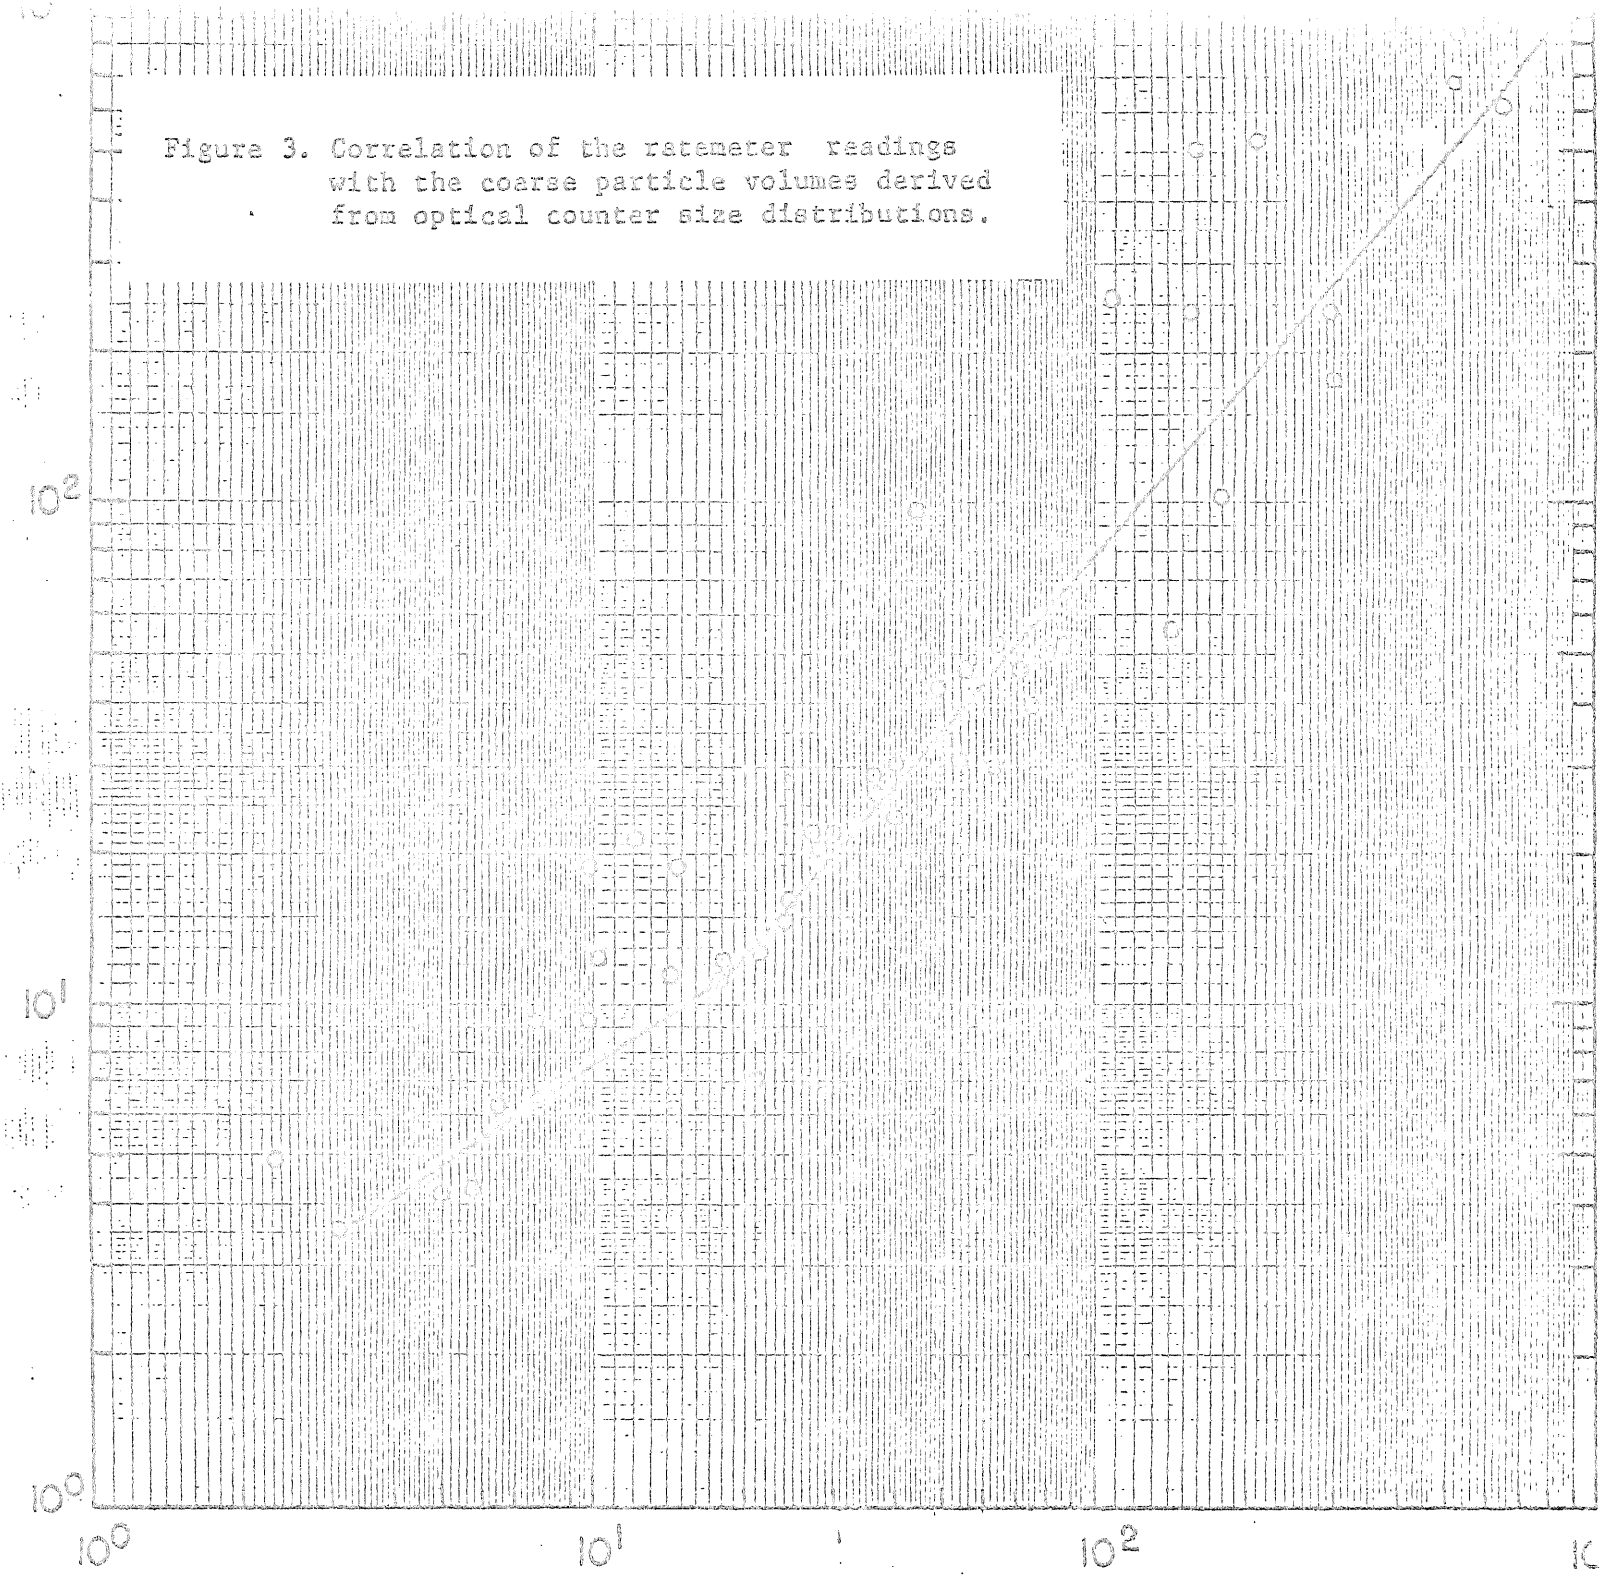 Figure 3. Correlation of the ratemeter readings
with the coarse particle volumes derived
from optical counter size distributions.
10²
10¹
10⁰
10⁰
10¹
10²